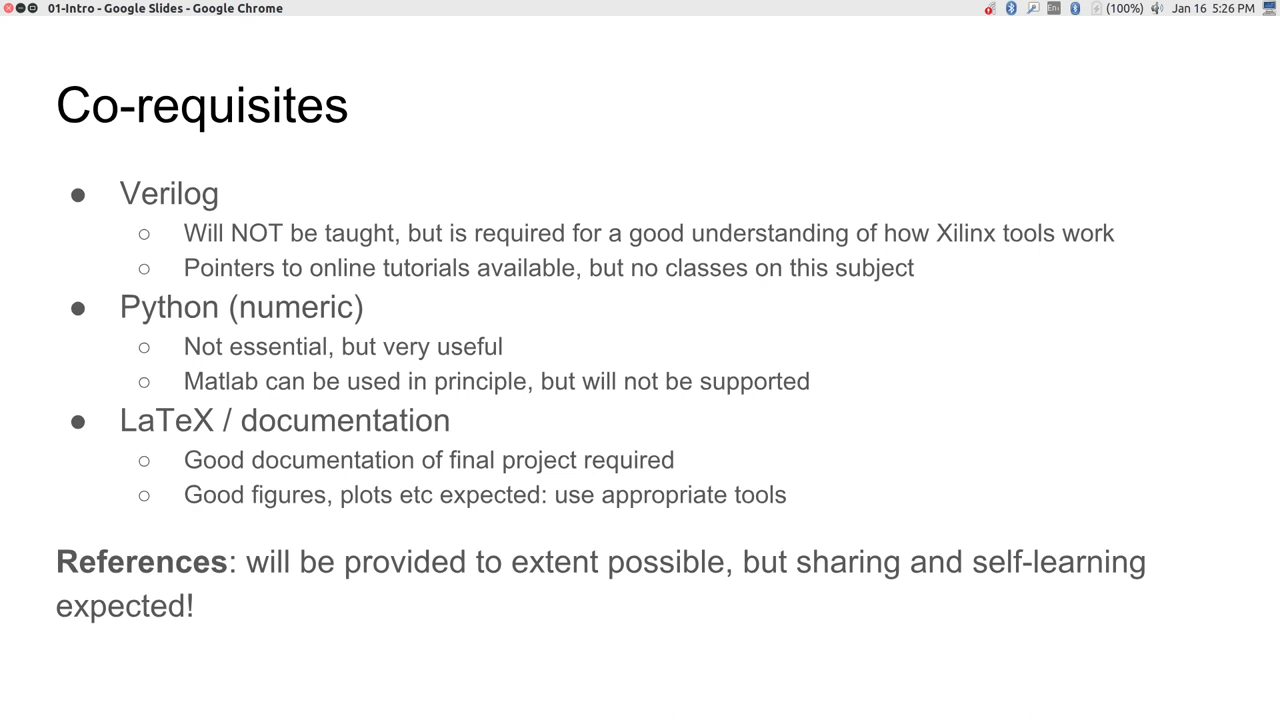 01-Intro - Google Slides - Google Chrome
En (100%) Jan 16 5:26 PM
Co-requisites
● Verilog
○ Will NOT be taught, but is required for a good understanding of how Xilinx tools work
○ Pointers to online tutorials available, but no classes on this subject
● Python (numeric)
○ Not essential, but very useful
○ Matlab can be used in principle, but will not be supported
● LaTeX / documentation
○ Good documentation of final project required
○ Good figures, plots etc expected: use appropriate tools
References: will be provided to extent possible, but sharing and self-learning
expected!